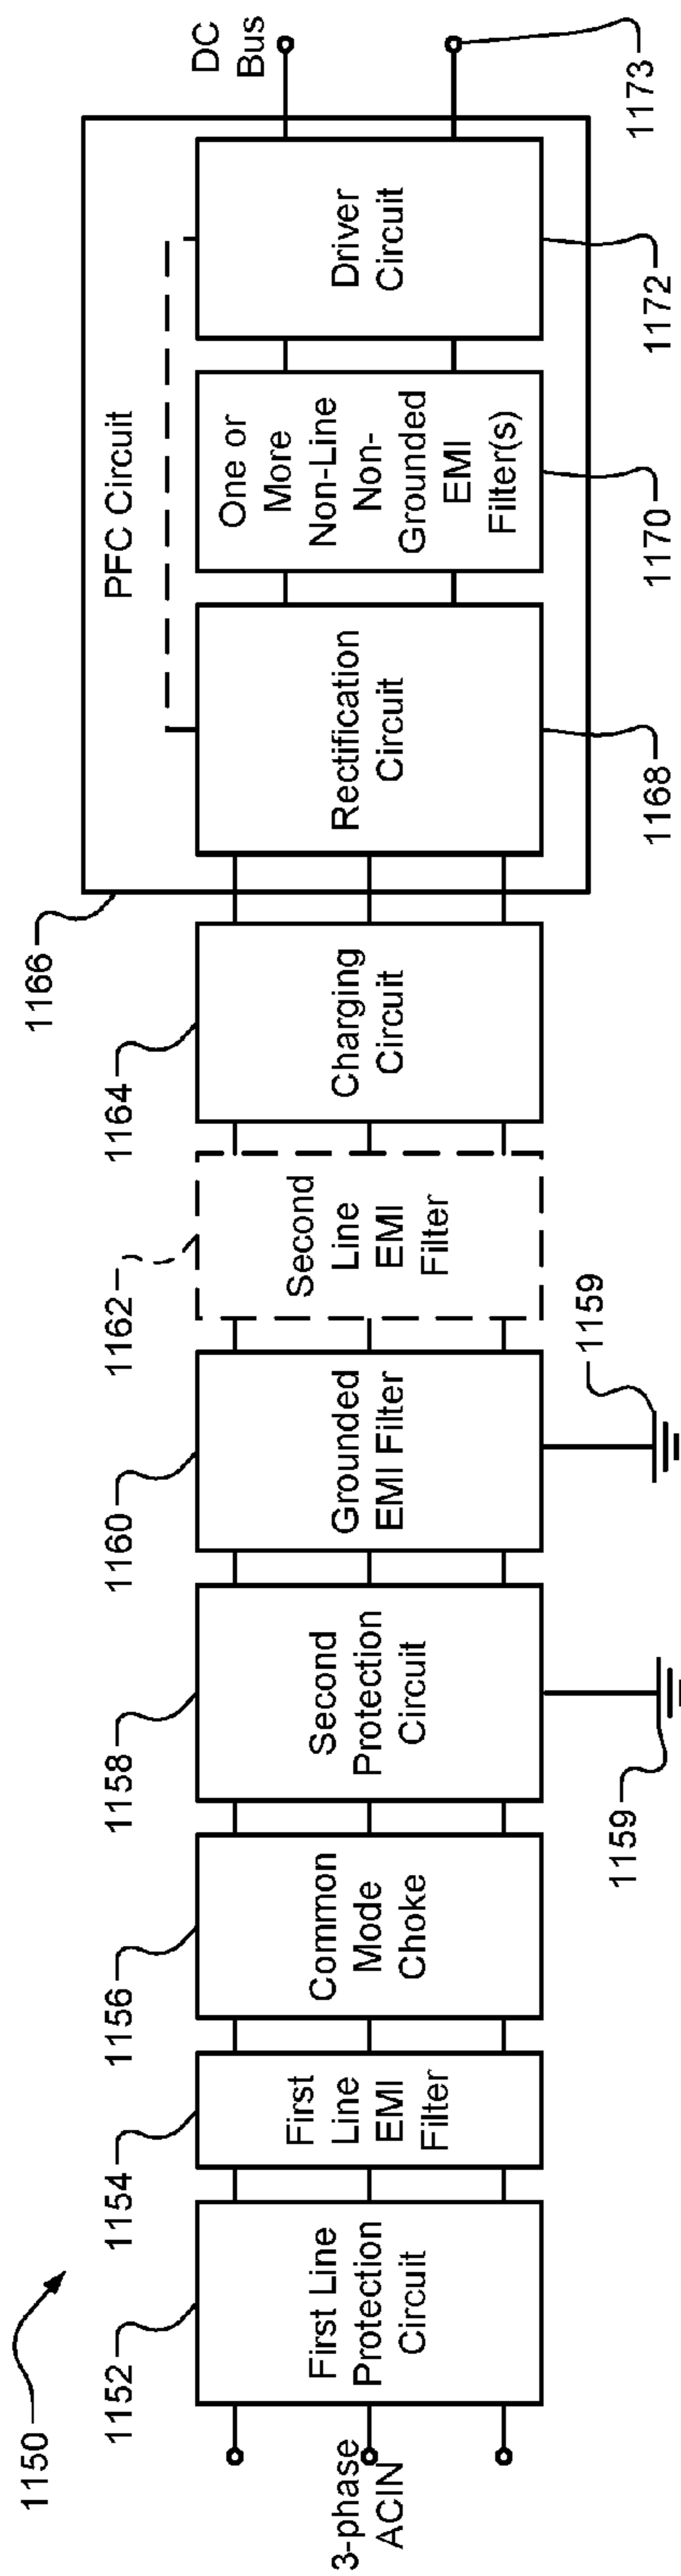 1150
3-phase
ACIN
1152
First Line
Protection
Circuit
1154
First
Line
EMI
Filter
1156
Common
Mode
Choke
1158
Second
Protection
Circuit
1159
1160
Grounded
EMI Filter
1159
1162
Second
Line
EMI
Filter
1164
Charging
Circuit
1166
PFC Circuit
Rectification
Circuit
1168
One or
More
Non-Line
Non-
Grounded
EMI
Filter(s)
1170
Driver
Circuit
1172
DC
Bus
1173